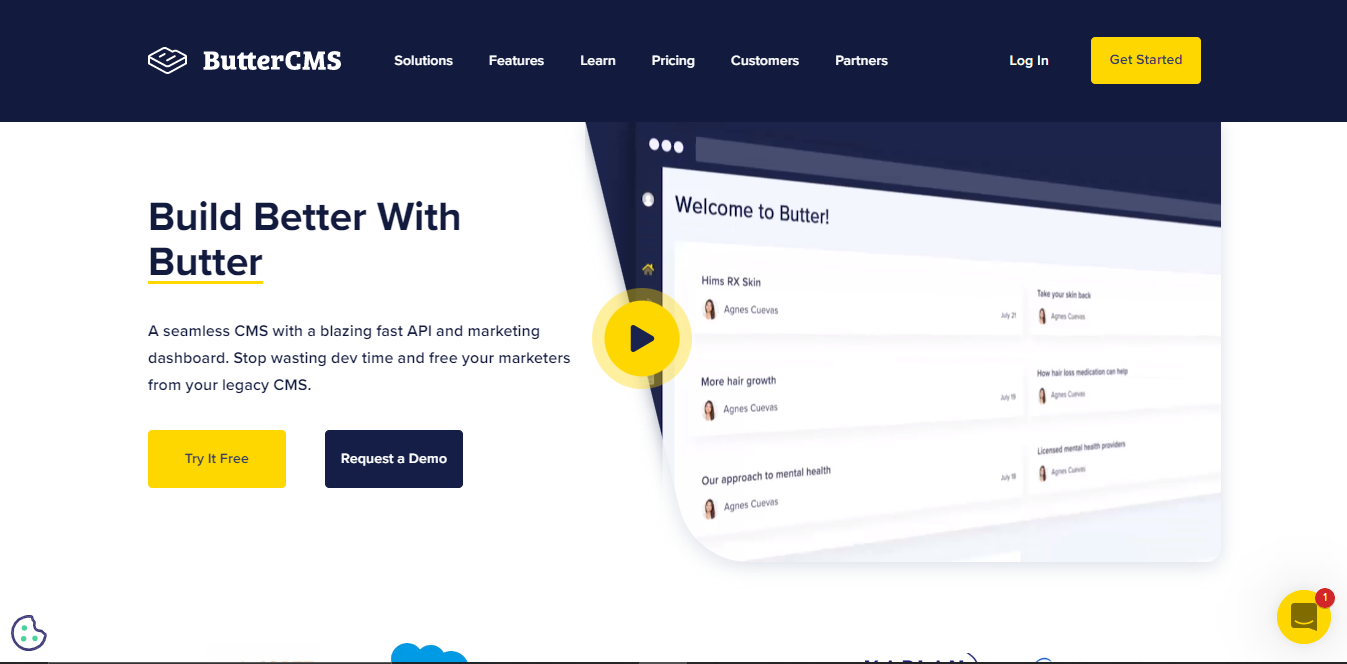 ButterCMS
Solutions
Features
Learn
Pricing
Customers
Partners
Log In
Get Started
Build Better With
Butter
A seamless CMS with a blazing fast API and marketing
dashboard. Stop wasting dev time and free your marketers
from your legacy CMS.
Try It Free
Request a Demo
Welcome to Butter!
Hims RX Skin
Agnes Cuevas
July 21
Take your skin back
Agnes Cuevas
More hair growth
Agnes Cuevas
July 19
How hair loss medication can help
Agnes Cuevas
Our approach to mental health
Agnes Cuevas
July 18
Licensed mental health providers
Agnes Cuevas
1